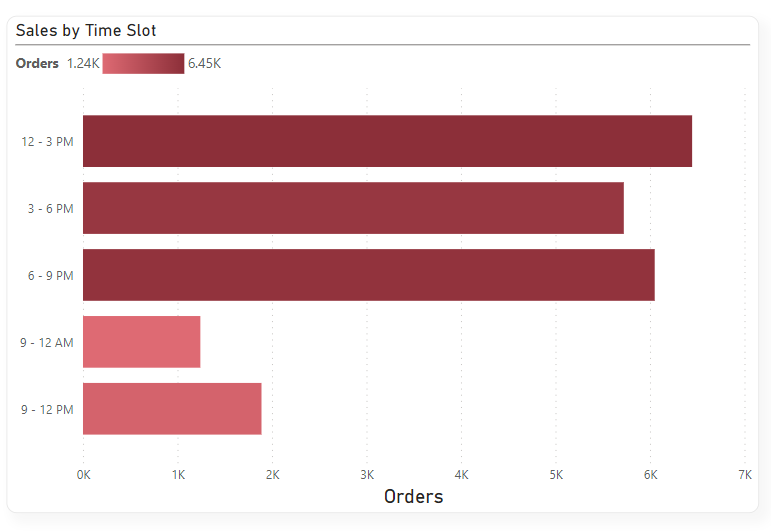 Sales by Time Slot
Orders 1.24K 6.45K
12 - 3 PM
3 - 6 PM
6 - 9 PM
9 - 12 AM
9 - 12 PM
0K 1K 2K 3K 4K 5K 6K 7K
Orders